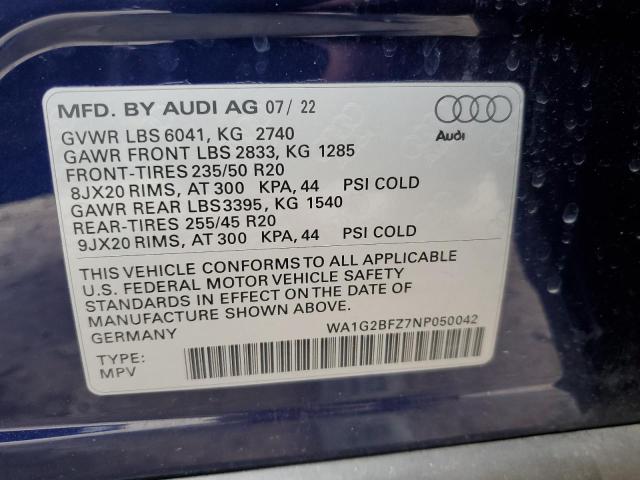 MFD. BY AUDI AG 07/ 22
Audi
GVWR LBS 6041, KG 2740
GAWR FRONT LBS 2833, KG 1285
FRONT-TIRES 235/50 R20
8JX20 RIMS, AT 300 KPA, 44 PSI COLD
GAWR REAR LBS3395, KG 1540
REAR-TIRES 255/45 R20
9JX20 RIMS, AT 300 KPA, 44 PSI COLD
THIS VEHICLE CONFORMS TO ALL APPLICABLE
U.S. FEDERAL MOTOR VEHICLE SAFETY
STANDARDS IN EFFECT ON THE DATE OF
MANUFACTURE SHOWN ABOVE.
GERMANY
WA1G2BFZ7NP050042
TYPE:
MPV